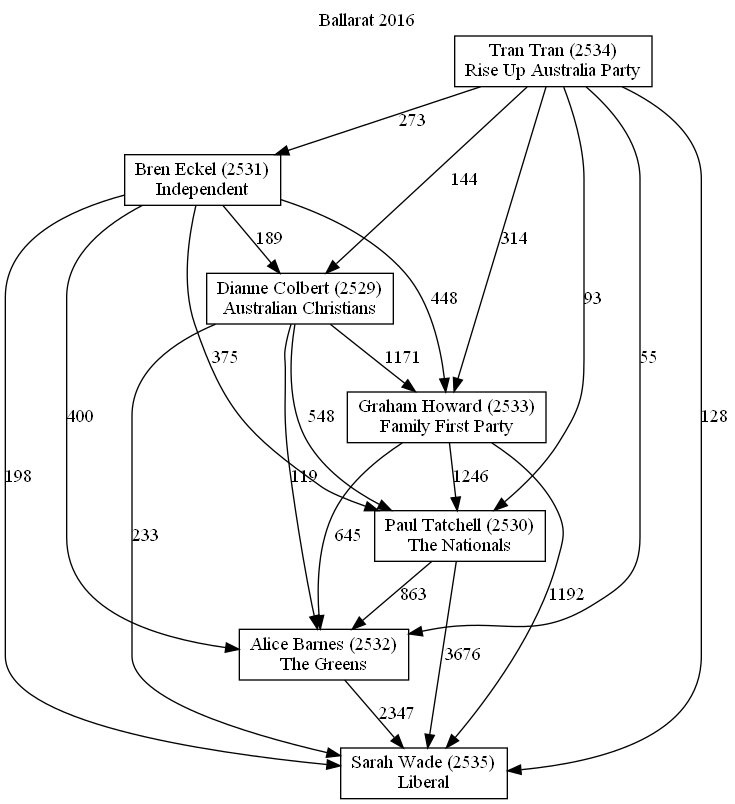 Ballarat 2016
Tran Tran (2534)
Rise Up Australia Party
273
Bren Eckel (2531)
Independent
144
189
314
448
93
Dianne Colbert (2529)
Australian Christians
375
1171
55
400
548
128
Graham Howard (2533)
Family First Party
198
119
1246
Paul Tatchell (2530)
The Nationals
233
645
863
1192
Alice Barnes (2532)
The Greens
3676
2347
Sarah Wade (2535)
Liberal